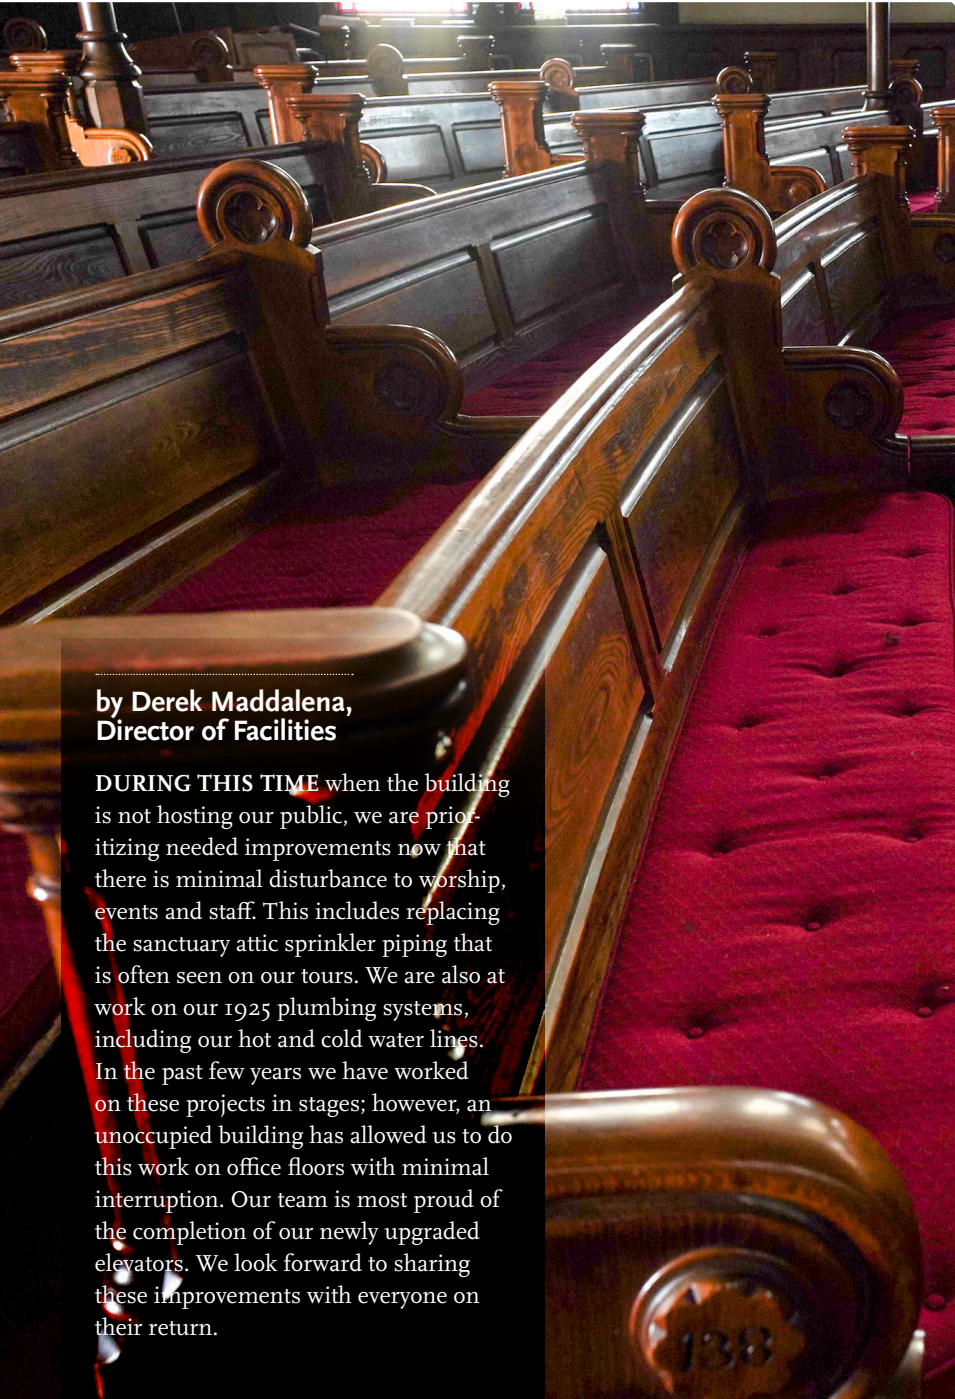 by Derek Maddalena,
Director of Facilities
DURING THIS TIME when the building
is not hosting our public, we are prior-
itizing needed improvements now that
there is minimal disturbance to worship,
events and staff. This includes replacing
the sanctuary attic sprinkler piping that
is often seen on our tours. We are also at
work on our 1925 plumbing systems,
including our hot and cold water lines.
In the past few years we have worked
on these projects in stages; however, an
unoccupied building has allowed us to do
this work on office floors with minimal
interruption. Our team is most proud of
the completion of our newly upgraded
elevators. We look forward to sharing
these improvements with everyone on
their return.
138